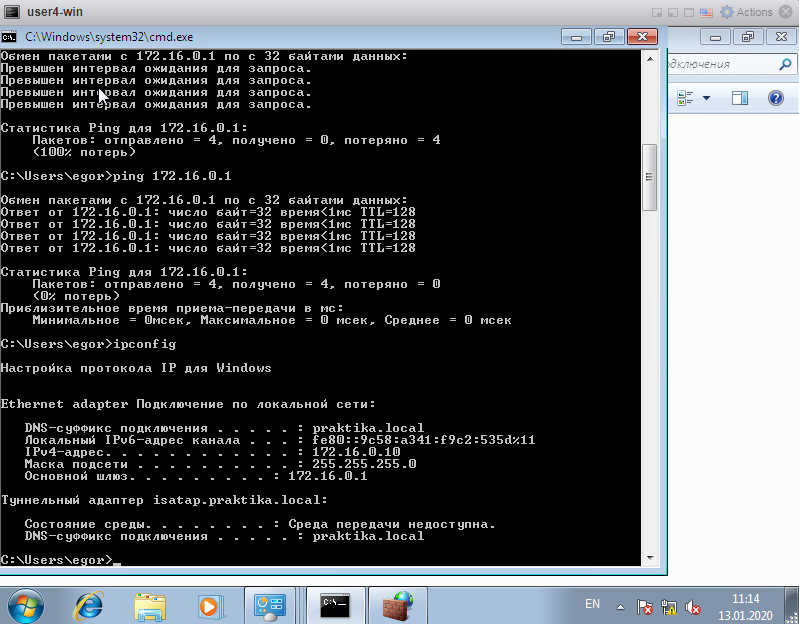 user4-win
Actions
C:\Windows\system32\cmd.exe
одключения
Обмен пакетами с 172.16.0.1 по с 32 байтами данных:
Превышен интервал ожидания для запроса.
Превышен интервал ожидания для запроса.
Превышен интервал ожидания для запроса.
Превышен интервал ожидания для запроса.
Статистика Ping для 172.16.0.1:
Пакетов: отправлено = 4, получено = 0, потеряно = 4
(100% потерь)
C:\Users\egor>ping 172.16.0.1
Обмен пакетами с 172.16.0.1 по с 32 байтами данных:
Ответ от 172.16.0.1: число байт=32 время<1мс TTL=128
Ответ от 172.16.0.1: число байт=32 время<1мс TTL=128
Ответ от 172.16.0.1: число байт=32 время<1мс TTL=128
Ответ от 172.16.0.1: число байт=32 время<1мс TTL=128
Статистика Ping для 172.16.0.1:
Пакетов: отправлено = 4, получено = 4, потеряно = 0
(0% потерь)
Приблизительное время приема-передачи в мс:
Минимальное = 0мсек, Максимальное = 0 мсек, Среднее = 0 мсек
C:\Users\egor>ipconfig
Настройка протокола IP для Windows
Ethernet adapter Подключение по локальной сети:
DNS-суффикс подключения . . . . . : praktika.local
Локальный IPv6-адрес канала . . . : fe80::9c58:a341:f9c2:535d%11
IPv4-адрес. . . . . . . . . . . . : 172.16.0.10
Маска подсети . . . . . . . . . . : 255.255.255.0
Основной шлюз. . . . . . . . . : 172.16.0.1
Туннельный адаптер isatap.praktika.local:
Состояние среды. . . . . . . . : Среда передачи недоступна.
DNS-суффикс подключения . . . . . : praktika.local
C:\Users\egor>_
EN
11:14
13.01.2020